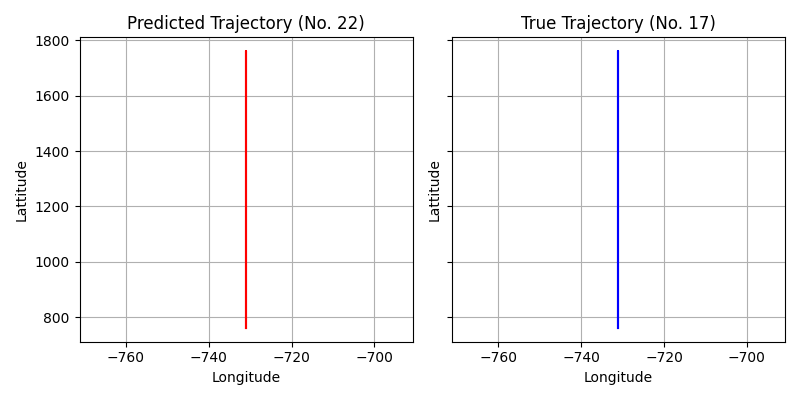 Predicted Trajectory (No. 22)
True Trajectory (No. 17)
1800
1600
1400
1200
1000
800
Lattitude
Lattitude
−760
−740
−720
−700
−760
−740
−720
−700
Longitude
Longitude